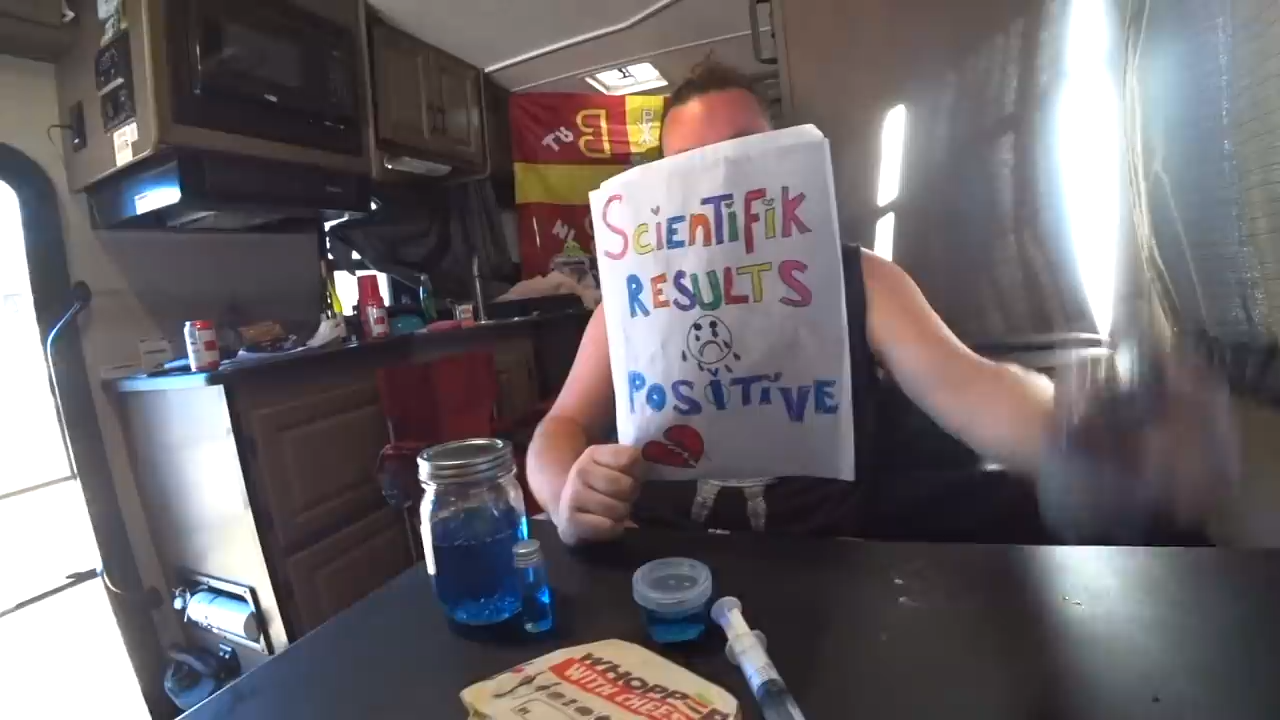 SCiENTiFiK
RESULTS
POSiTiVE
WHOPPER
WITH CHEESE